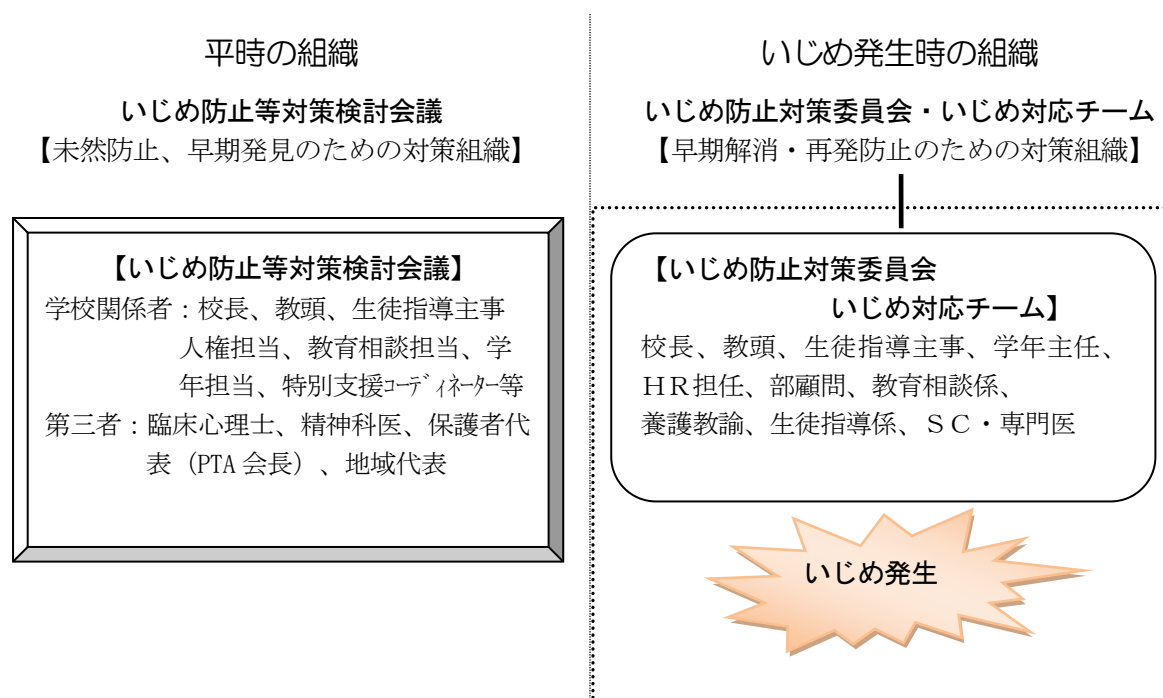 平時の組織
いじめ防止等対策検討会議
【未然防止、早期発見のための対策組織】
【いじめ防止等対策検討会議】
学校関係者：校長、教頭、生徒指導主事
人権担当、教育相談担当、学
年担当、特別支援ｺｰﾃﾞｨﾈｰﾀｰ等
第三者：臨床心理士、精神科医、保護者代
表（PTA 会長）、地域代表
いじめ発生時の組織
いじめ防止対策委員会・いじめ対応チーム
【早期解消・再発防止のための対策組織】
【いじめ防止対策委員会
いじめ対応チーム】
校長、教頭、生徒指導主事、学年主任、
ＨＲ担任、部顧問、教育相談係、
養護教諭、生徒指導係、ＳＣ・専門医
いじめ発生